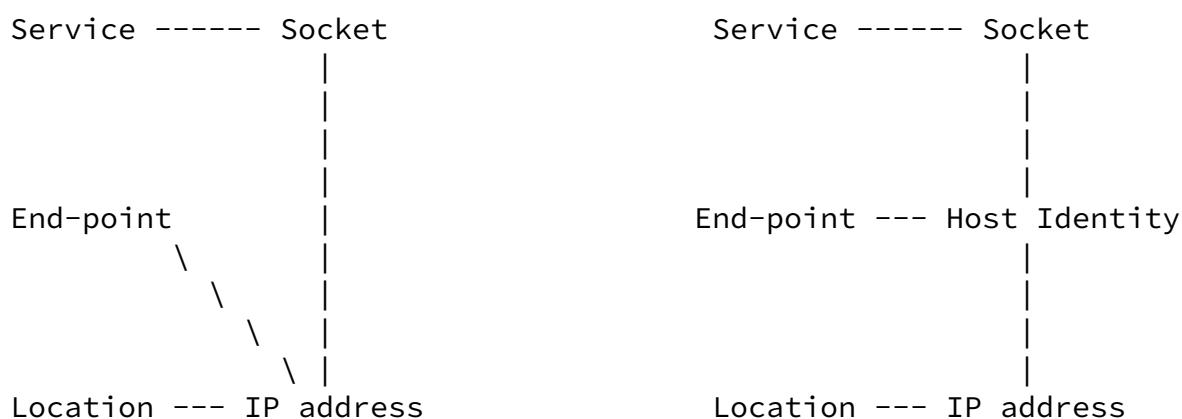 Service ------ Socket                  Service ------ Socket
                 |                                      |
                 |                                      |
                 |                                      |
                 |                                      |
End-point        |                     End-point --- Host Identity
         \       |                                      |
           \     |                                      |
             \   |                                      |
               \ |                                      |
Location --- IP address                Location --- IP address